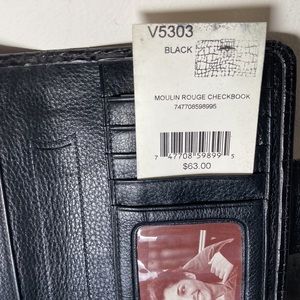 V5303
BLACK
MOULIN ROUGE CHECKBOOK
747708598995
7 47708 59899 5
$63.00